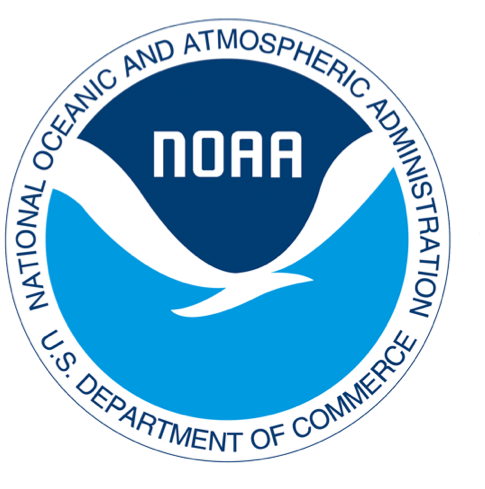 NATIONAL OCEANIC AND ATMOSPHERIC ADMINISTRATION
NOAA
U.S. DEPARTMENT OF COMMERCE